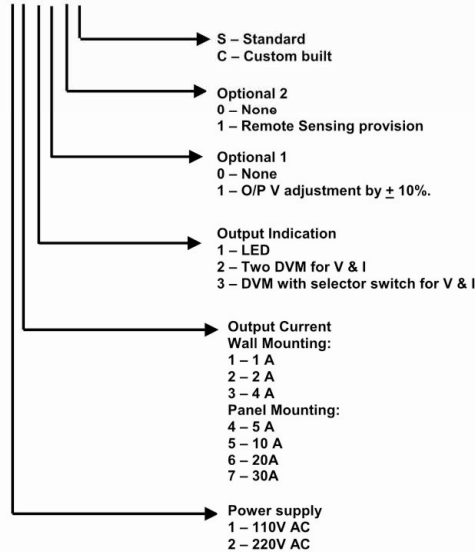 S – Standard
C – Custom built
Optional 2
0 – None
1 – Remote Sensing provision
Optional 1
0 – None
1 – O/P V adjustment by ± 10%.
Output Indication
1 – LED
2 – Two DVM for V & I
3 – DVM with selector switch for V & I
Output Current
Wall Mounting:
1 – 1 A
2 – 2 A
3 – 4 A
Panel Mounting:
4 – 5 A
5 – 10 A
6 – 20A
7 – 30A
Power supply
1 – 110V AC
2 – 220V AC